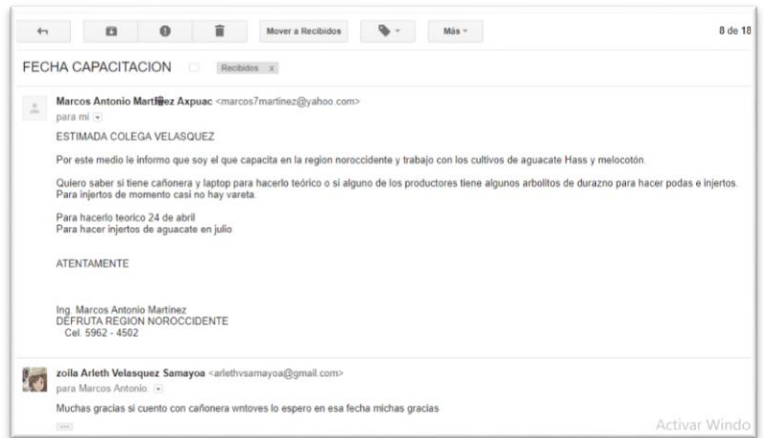 Mover a Recibidos Más 8 de 18
FECHA CAPACITACION Recibidos x
Marcos Antonio Martínez Axpuac <marcos7martinez@yahoo.com>
para mí
ESTIMADA COLEGA VELASQUEZ
Por este medio le informo que soy el que capacita en la region noroccidente y trabajo con los cultivos de aguacate Hass y melocotón.
Quiero saber si tiene cañonera y laptop para hacerlo teórico o si alguno de los productores tiene algunos arbolitos de durazno para hacer podas e injertos.
Para injertos de momento casi no hay vareta.
Para hacerlo teorico 24 de abril
Para hacer injertos de aguacate en julio
ATENTAMENTE
Ing. Marcos Antonio Martinez
DEFRUTA REGION NOROCCIDENTE
Cel. 5962 - 4502
zoila Arleth Velasquez Samayoa <arlethvsamayoa@gmail.com>
para Marcos Antonio.
Muchas gracias si cuento con cañonera wntoves lo espero en esa fecha michas gracias
Activar Windo